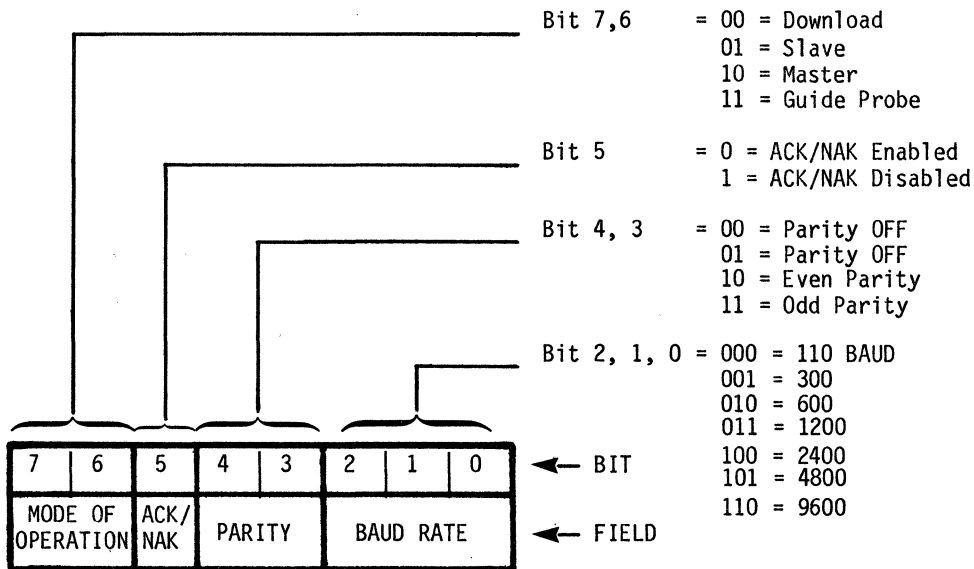 Bit 7,6 = 00 = Download
01 = Slave
10 = Master
11 = Guide Probe
Bit 5 = 0 = ACK/NAK Enabled
1 = ACK/NAK Disabled
Bit 4, 3 = 00 = Parity OFF
01 = Parity OFF
10 = Even Parity
11 = Odd Parity
Bit 2, 1, 0 = 000 = 110 BAUD
001 = 300
010 = 600
011 = 1200
100 = 2400
101 = 4800
110 = 9600
7 6 5 4 3 2 1 0 BIT
MODE OF OPERATION ACK/NAK PARITY BAUD RATE FIELD